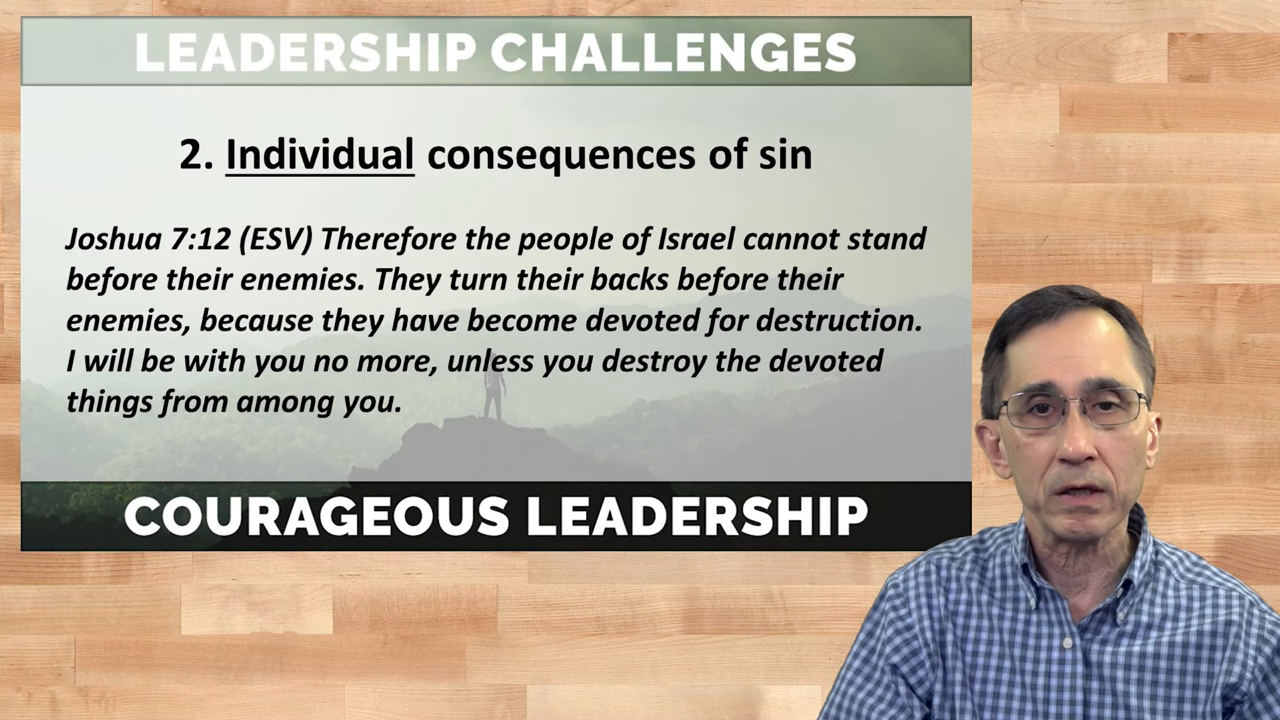 LEADERSHIP CHALLENGES
2. Individual consequences of sin
Joshua 7:12 (ESV) Therefore the people of Israel cannot stand
before their enemies. They turn their backs before their
enemies, because they have become devoted for destruction.
I will be with you no more, unless you destroy the devoted
things from among you.
COURAGEOUS LEADERSHIP